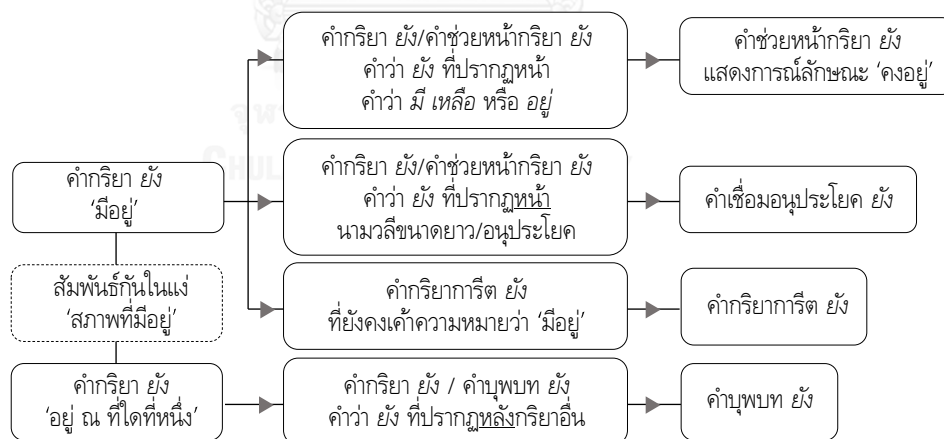 คำกริยา ยัง/คำช่วยหน้ากริยา ยัง
คำว่า ยัง ที่ปรากฏหน้า
คำว่า มี เหลือ หรือ อยู่
คำช่วยหน้ากริยา ยัง
แสดงการณ์ลักษณะ ‘คงอยู่’
คำกริยา ยัง
‘มีอยู่’
คำกริยา ยัง/คำช่วยหน้ากริยา ยัง
คำว่า ยัง ที่ปรากฏหน้า
นามวลีขนาดยาว/อนุประโยค
คำเชื่อมอนุประโยค ยัง
สัมพันธ์กันในแง่
‘สภาพที่มีอยู่’
คำกริยาการีต ยัง
ที่ยังคงเค้าความหมายว่า ‘มีอยู่’
คำกริยาการีต ยัง
คำกริยา ยัง
‘อยู่ ณ ที่ใดที่หนึ่ง’
คำกริยา ยัง / คำบุพบท ยัง
คำว่า ยัง ที่ปรากฏหลังกริยาอื่น
คำบุพบท ยัง